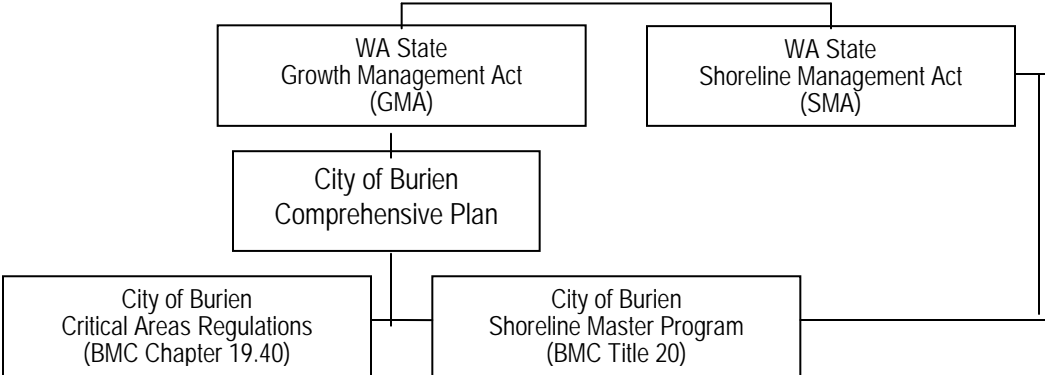 WA State
Growth Management Act
(GMA)
WA State
Shoreline Management Act
(SMA)
City of Burien
Comprehensive Plan
City of Burien
Critical Areas Regulations
(BMC Chapter 19.40)
City of Burien
Shoreline Master Program
(BMC Title 20)